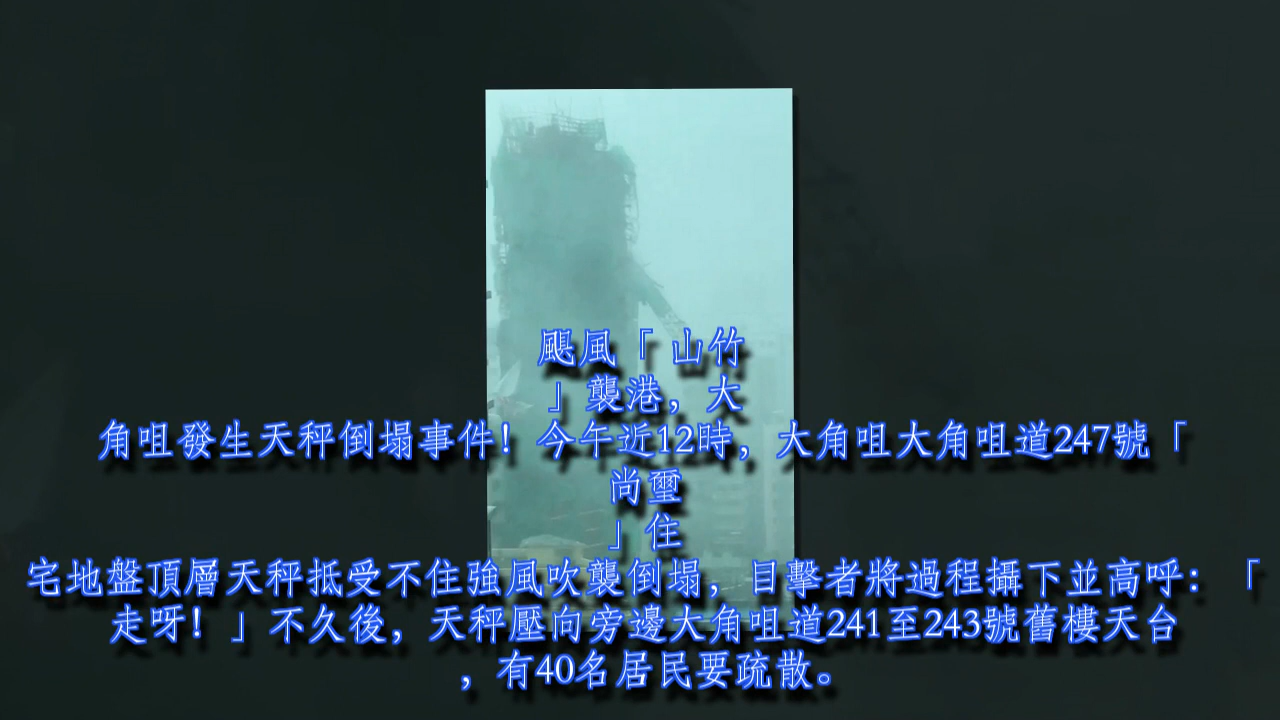 颶風「山竹
」襲港，大
角咀發生天秤倒塌事件！今午近12時，大角咀大角咀道247號「
尚璽
」住
宅地盤頂層天秤抵受不住強風吹襲倒塌，目擊者將過程攝下並高呼：「
走呀！」不久後，天秤壓向旁邊大角咀道241至243號舊樓天台
，有40名居民要疏散。